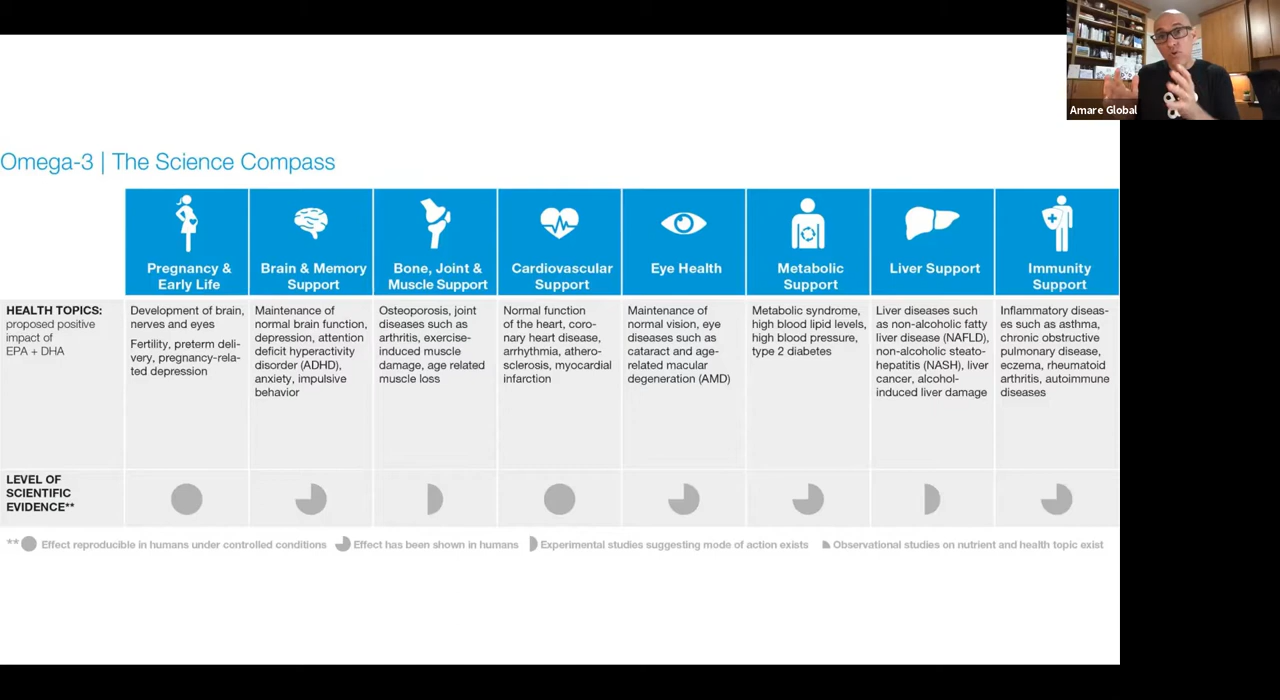 Amare Global
Omega-3 | The Science Compass
Pregnancy &
Early Life
Brain & Memory
Support
Bone, Joint &
Muscle Support
Cardiovascular
Support
Eye Health
Metabolic
Support
Liver Support
Immunity
Support
HEALTH TOPICS:
proposed positive
impact of
EPA + DHA
Development of brain,
nerves and eyes
Fertility, preterm deli-
very, pregnancy-rela-
ted depression
Maintenance of
normal brain function,
depression, attention
deficit hyperactivity
disorder (ADHD),
anxiety, impulsive
behavior
Osteoporosis, joint
diseases such as
arthritis, exercise-
induced muscle
damage, age related
muscle loss
Normal function
of the heart, coro-
nary heart disease,
arrhythmia, athero-
sclerosis, myocardial
infarction
Maintenance of
normal vision, eye
diseases such as
cataract and age-
related macular
degeneration (AMD)
Metabolic syndrome,
high blood lipid levels,
high blood pressure,
type 2 diabetes
Liver diseases such
as non-alcoholic fatty
liver disease (NAFLD),
non-alcoholic steato-
hepatitis (NASH), liver
cancer, alcohol-
induced liver damage
Inflammatory diseas-
es such as asthma,
chronic obstructive
pulmonary disease,
eczema, rheumatoid
arthritis, autoimmune
diseases
LEVEL OF
SCIENTIFIC
EVIDENCE**
** Effect reproducible in humans under controlled conditions Effect has been shown in humans Experimental studies suggesting mode of action exists Observational studies on nutrient and health topic exist